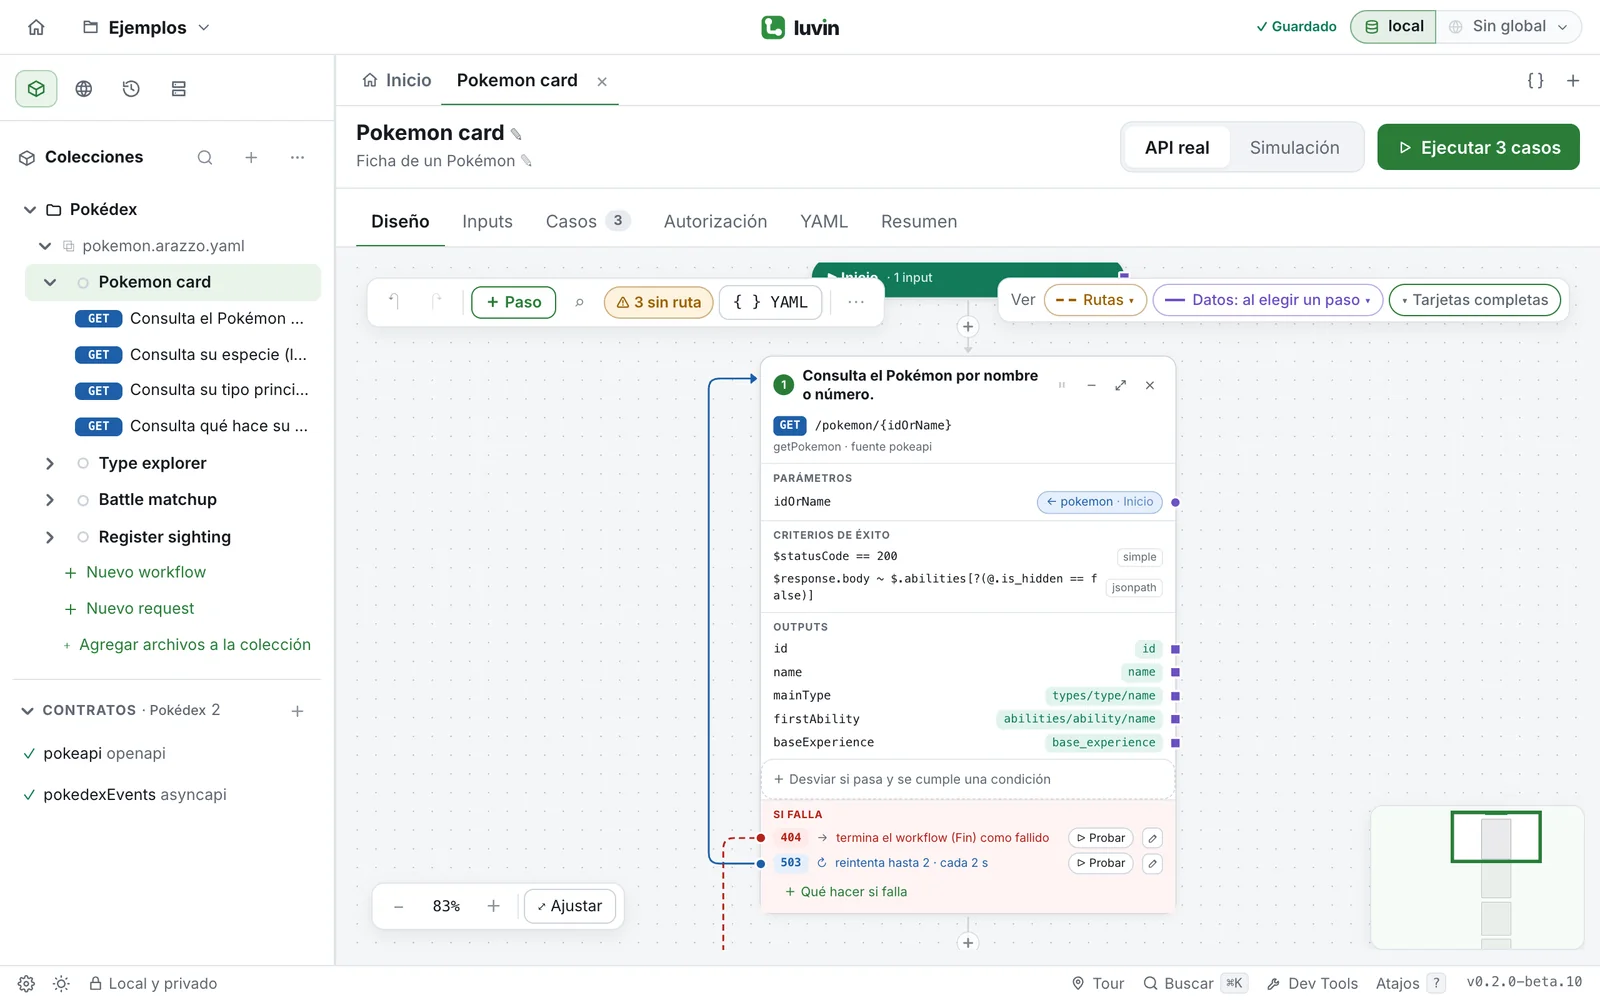 Ejemplos
luvin
Guardado
local
Sin global
Inicio
Pokemon card
{ }
Colecciones
Pokédex
pokemon.arazzo.yaml
Pokemon card
GET Consulta el Pokémon ...
GET Consulta su especie (l...
GET Consulta su tipo princi...
GET Consulta qué hace su ...
Type explorer
Battle matchup
Register sighting
+ Nuevo workflow
+ Nuevo request
+ Agregar archivos a la colección
CONTRATOS · Pokédex 2
pokeapi openapi
pokedexEvents asyncapi
Pokemon card
Ficha de un Pokémon
API real
Simulación
Ejecutar 3 casos
Diseño
Inputs
Casos 3
Autorización
YAML
Resumen
Inicio · 1 input
+ Paso
3 sin ruta
{ } YAML
Ver
Rutas
Datos: al elegir un paso
Tarjetas completas
1 Consulta el Pokémon por nombre
o número.
GET /pokemon/{idOrName}
getPokemon · fuente pokeapi
PARÁMETROS
idOrName ← pokemon · Inicio
CRITERIOS DE ÉXITO
$statusCode == 200 simple
$response.body ~ $.abilities[?(@.is_hidden == f
alse)] jsonpath
OUTPUTS
id id
name name
mainType types/type/name
firstAbility abilities/ability/name
baseExperience base_experience
+ Desviar si pasa y se cumple una condición
SI FALLA
404 → termina el workflow (Fin) como fallido Probar
503 ↻ reintenta hasta 2 · cada 2 s Probar
+ Qué hacer si falla
− 83% +
Ajustar
Local y privado
Tour
Buscar ⌘K
Dev Tools
Atajos ?
v0.2.0-beta.10